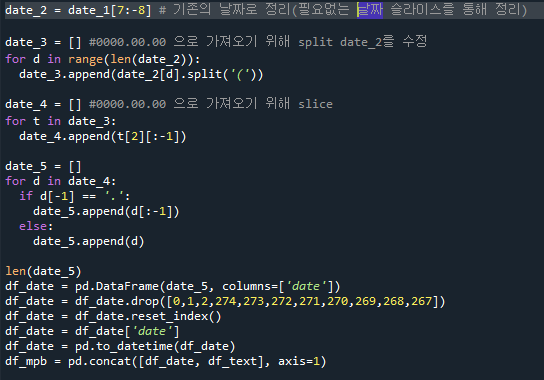 date_2 = date_1[7:-8] # 기존의 날짜로 정리(필요없는 날짜 슬라이스를 통해 정리)
date_3 = [] #0000.00.00 으로 가져오기 위해 split date_2를 수정
for d in range(len(date_2)):
date_3.append(date_2[d].split('('))
date_4 = [] #0000.00.00 으로 가져오기 위해 slice
for t in date_3:
date_4.append(t[2][:-1])
date_5 = []
for d in date_4:
if d[-1] == '.':
date_5.append(d[:-1])
else:
date_5.append(d)
len(date_5)
df_date = pd.DataFrame(date_5, columns=['date'])
df_date = df_date.drop([0,1,2,274,273,272,271,270,269,268,267])
df_date = df_date.reset_index()
df_date = df_date['date']
df_date = pd.to_datetime(df_date)
df_mpb = pd.concat([df_date, df_text], axis=1)